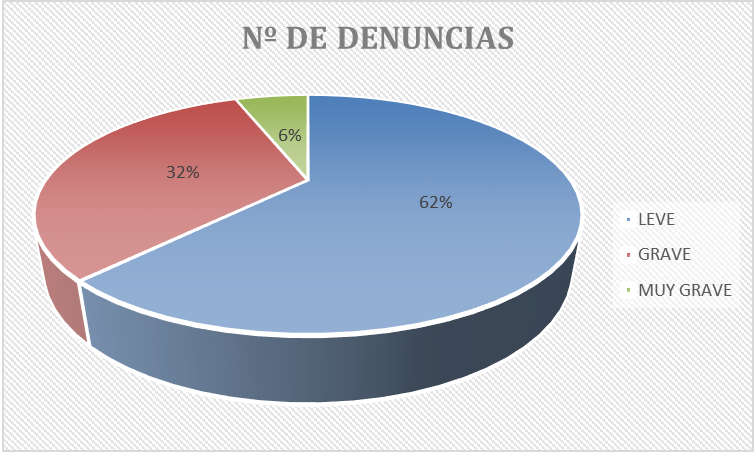 Nº DE DENUNCIAS
6%
32%
62%
LEVE
GRAVE
MUY GRAVE